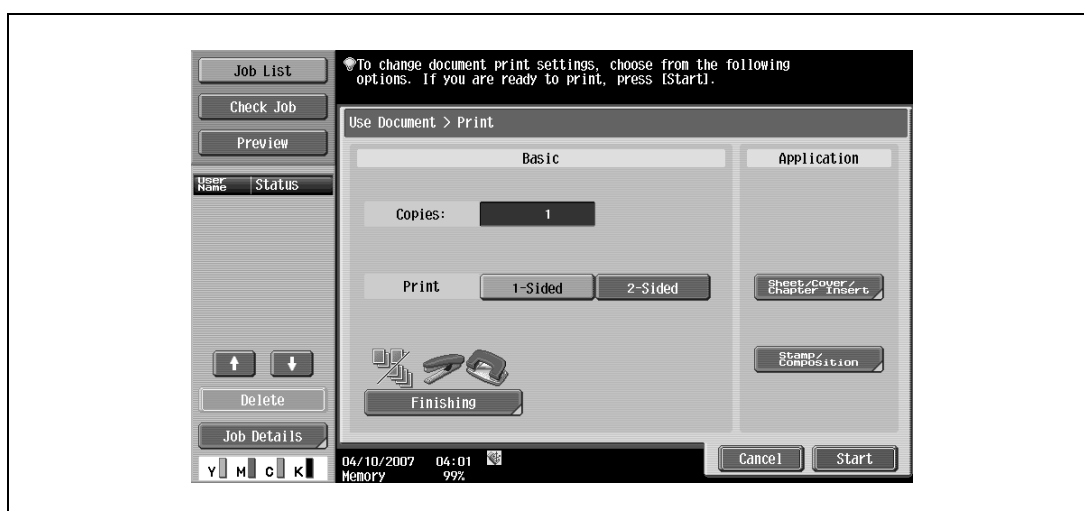 Job List
Check Job
Preview
User Name Status
Delete
Job Details
Y M C K
To change document print settings, choose from the following
options. If you are ready to print, press [Start].
Use Document > Print
Basic
Copies: 1
Print 1-Sided 2-Sided
Finishing
Application
Sheet/Cover/
Chapter Insert
Stamp/
Composition
04/10/2007 04:01
Memory 99%
Cancel Start